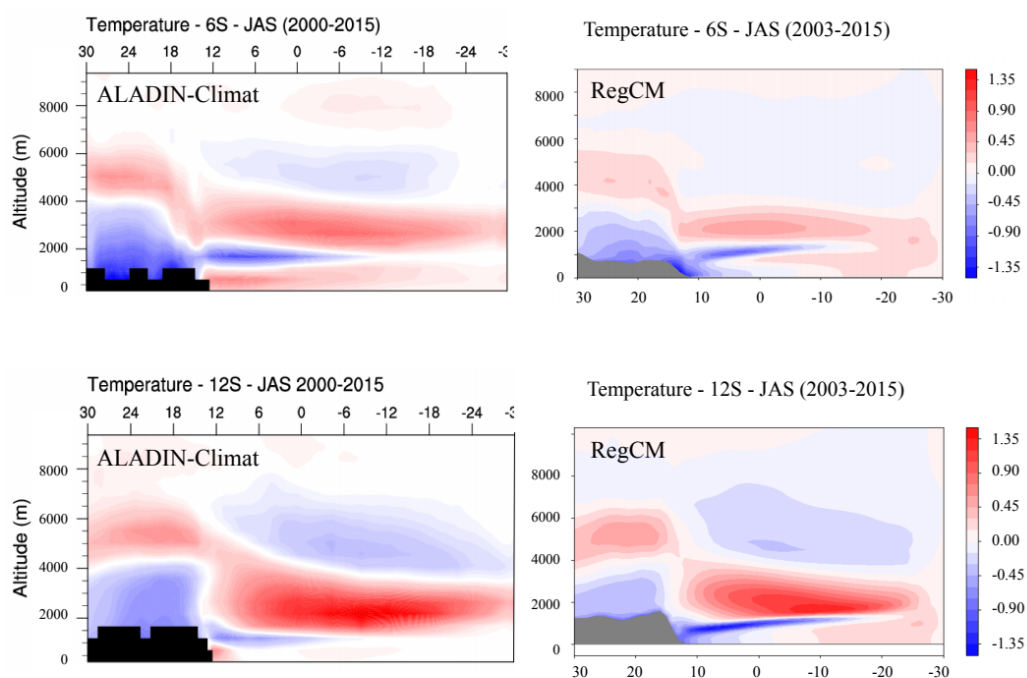 Temperature - 6S - JAS (2000-2015)
30 24 18 12 6 0 -6 -12 -18 -24 -3
ALADIN-Climat
Altitude (m)
8000
6000
4000
2000
0
Temperature - 6S - JAS (2003-2015)
RegCM
8000
6000
4000
2000
0
30 20 10 0 -10 -20 -30
1.35
0.90
0.45
0.00
-0.45
-0.90
-1.35
Temperature - 12S - JAS 2000-2015
30 24 18 12 6 0 -6 -12 -18 -24 -3
ALADIN-Climat
Altitude (m)
8000
6000
4000
2000
0
Temperature - 12S - JAS (2003-2015)
RegCM
8000
6000
4000
2000
0
30 20 10 0 -10 -20 -30
1.35
0.90
0.45
0.00
-0.45
-0.90
-1.35